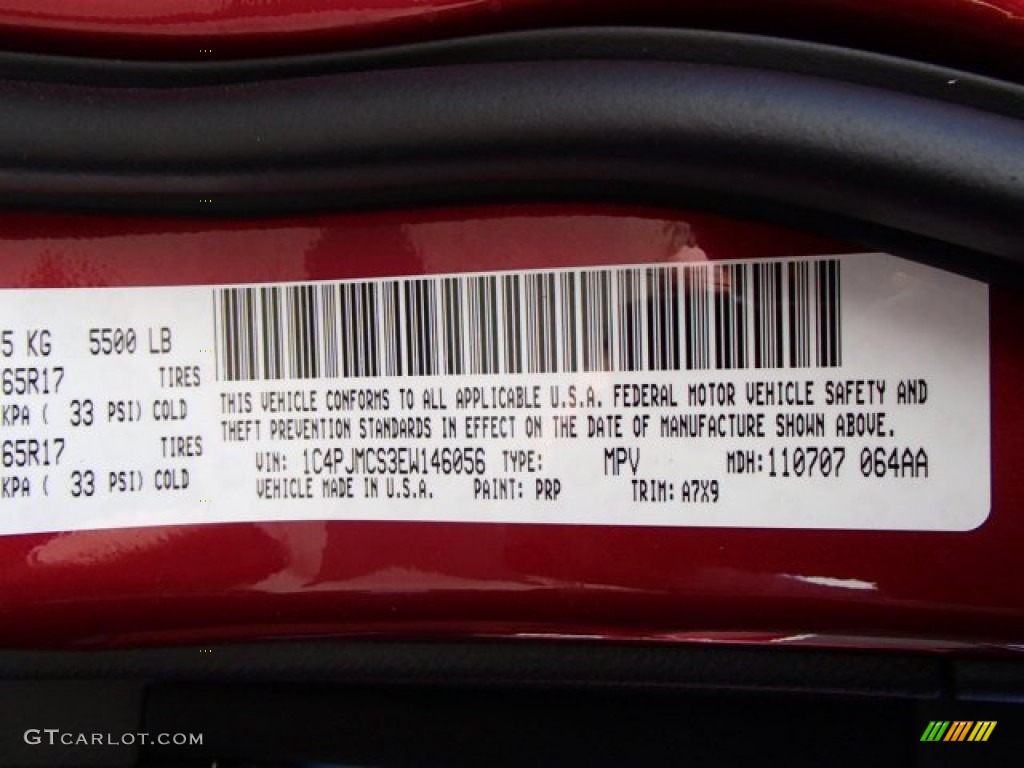 5 KG 5500 LB
65R17 TIRES
KPA ( 33 PSI) COLD
65R17 TIRES
KPA ( 33 PSI) COLD
THIS VEHICLE CONFORMS TO ALL APPLICABLE U.S.A. FEDERAL MOTOR VEHICLE SAFETY AND
THEFT PREVENTION STANDARDS IN EFFECT ON THE DATE OF MANUFACTURE SHOWN ABOVE.
VIN: 1C4PJMCS3EW146056 TYPE: MPV MDH:110707 064AA
VEHICLE MADE IN U.S.A. PAINT: PRP TRIM: A7X9
GTCARLOT.COM